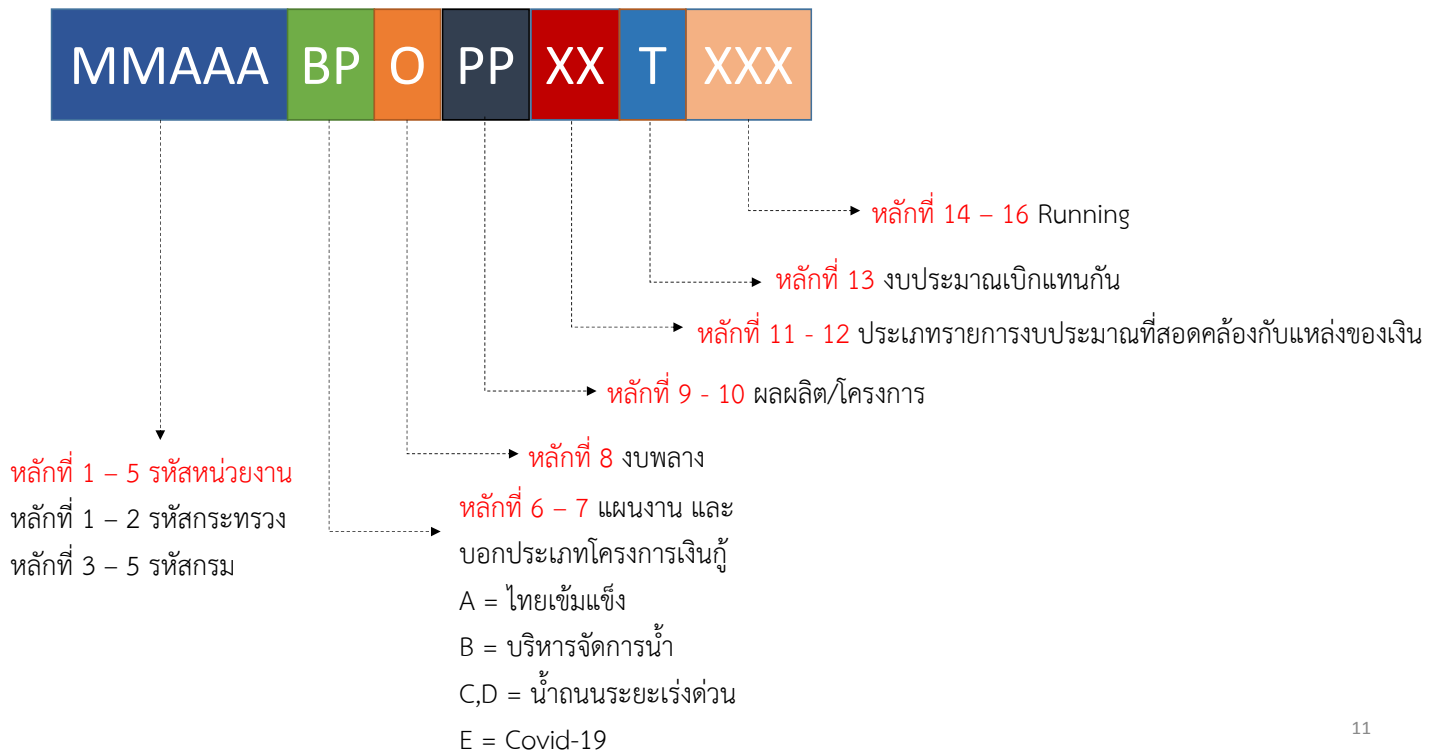 MMAAA BP O PP XX T XXX
หลักที่ 14 – 16 Running
หลักที่ 13 งบประมาณเบิกแทนกัน
หลักที่ 11 - 12 ประเภทรายการงบประมาณที่สอดคล้องกับแหล่งของเงิน
หลักที่ 9 - 10 ผลผลิต/โครงการ
หลักที่ 8 งบพลาง
หลักที่ 1 – 5 รหัสหน่วยงาน
หลักที่ 1 – 2 รหัสกระทรวง
หลักที่ 3 – 5 รหัสกรม
หลักที่ 6 – 7 แผนงาน และ
บอกประเภทโครงการเงินกู้
A = ไทยเข้มแข็ง
B = บริหารจัดการน้ำ
C,D = น้ำถนนระยะเร่งด่วน
E = Covid-19
11